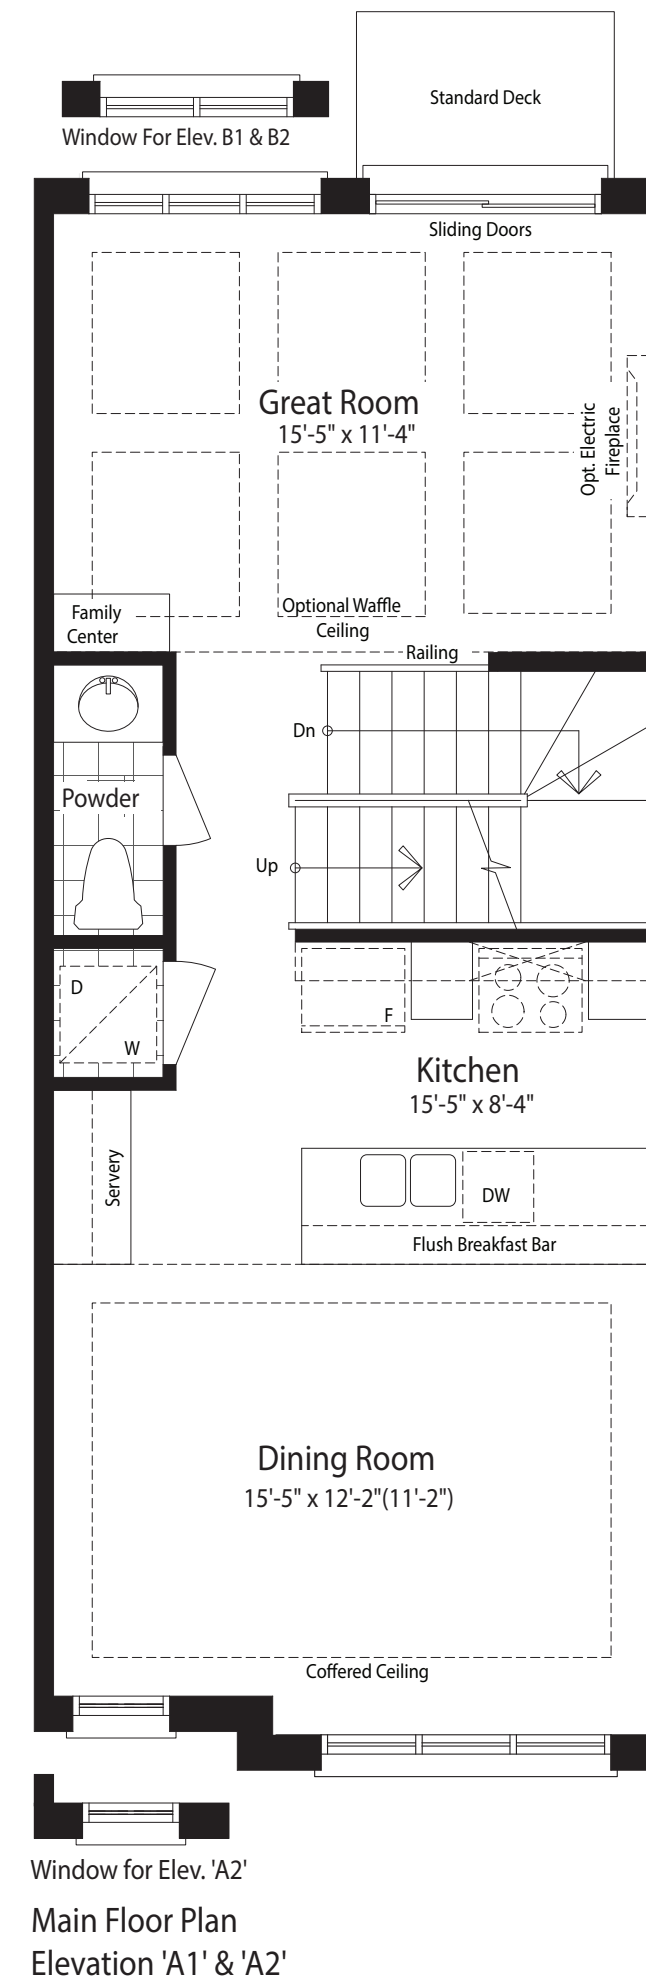 Standard Deck
Window For Elev. B1 & B2
Sliding Doors
Great Room
15'-5" x 11'-4"
Opt. Electric
Fireplace
Family
Center
Optional Waffle
Ceiling
Railing
Dn
Powder
Up
D
W
F
Kitchen
15'-5" x 8'-4"
Servery
DW
Flush Breakfast Bar
Dining Room
15'-5" x 12'-2"(11'-2")
Coffered Ceiling
Window for Elev. 'A2'
Main Floor Plan
Elevation 'A1' & 'A2'